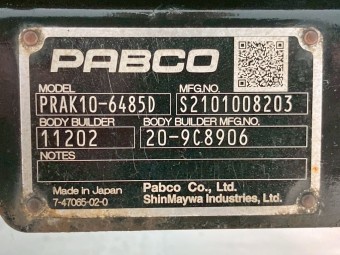 PABCO
MODEL MFG.NO.
PRAK10-6485D S2101008203
BODY BUILDER BODY BUILDER MFG.NO.
11202 20-9C8906
NOTES
Made in Japan Pabco Co., Ltd.
7-47065-02-0 ShinMaywa Industries, Ltd.